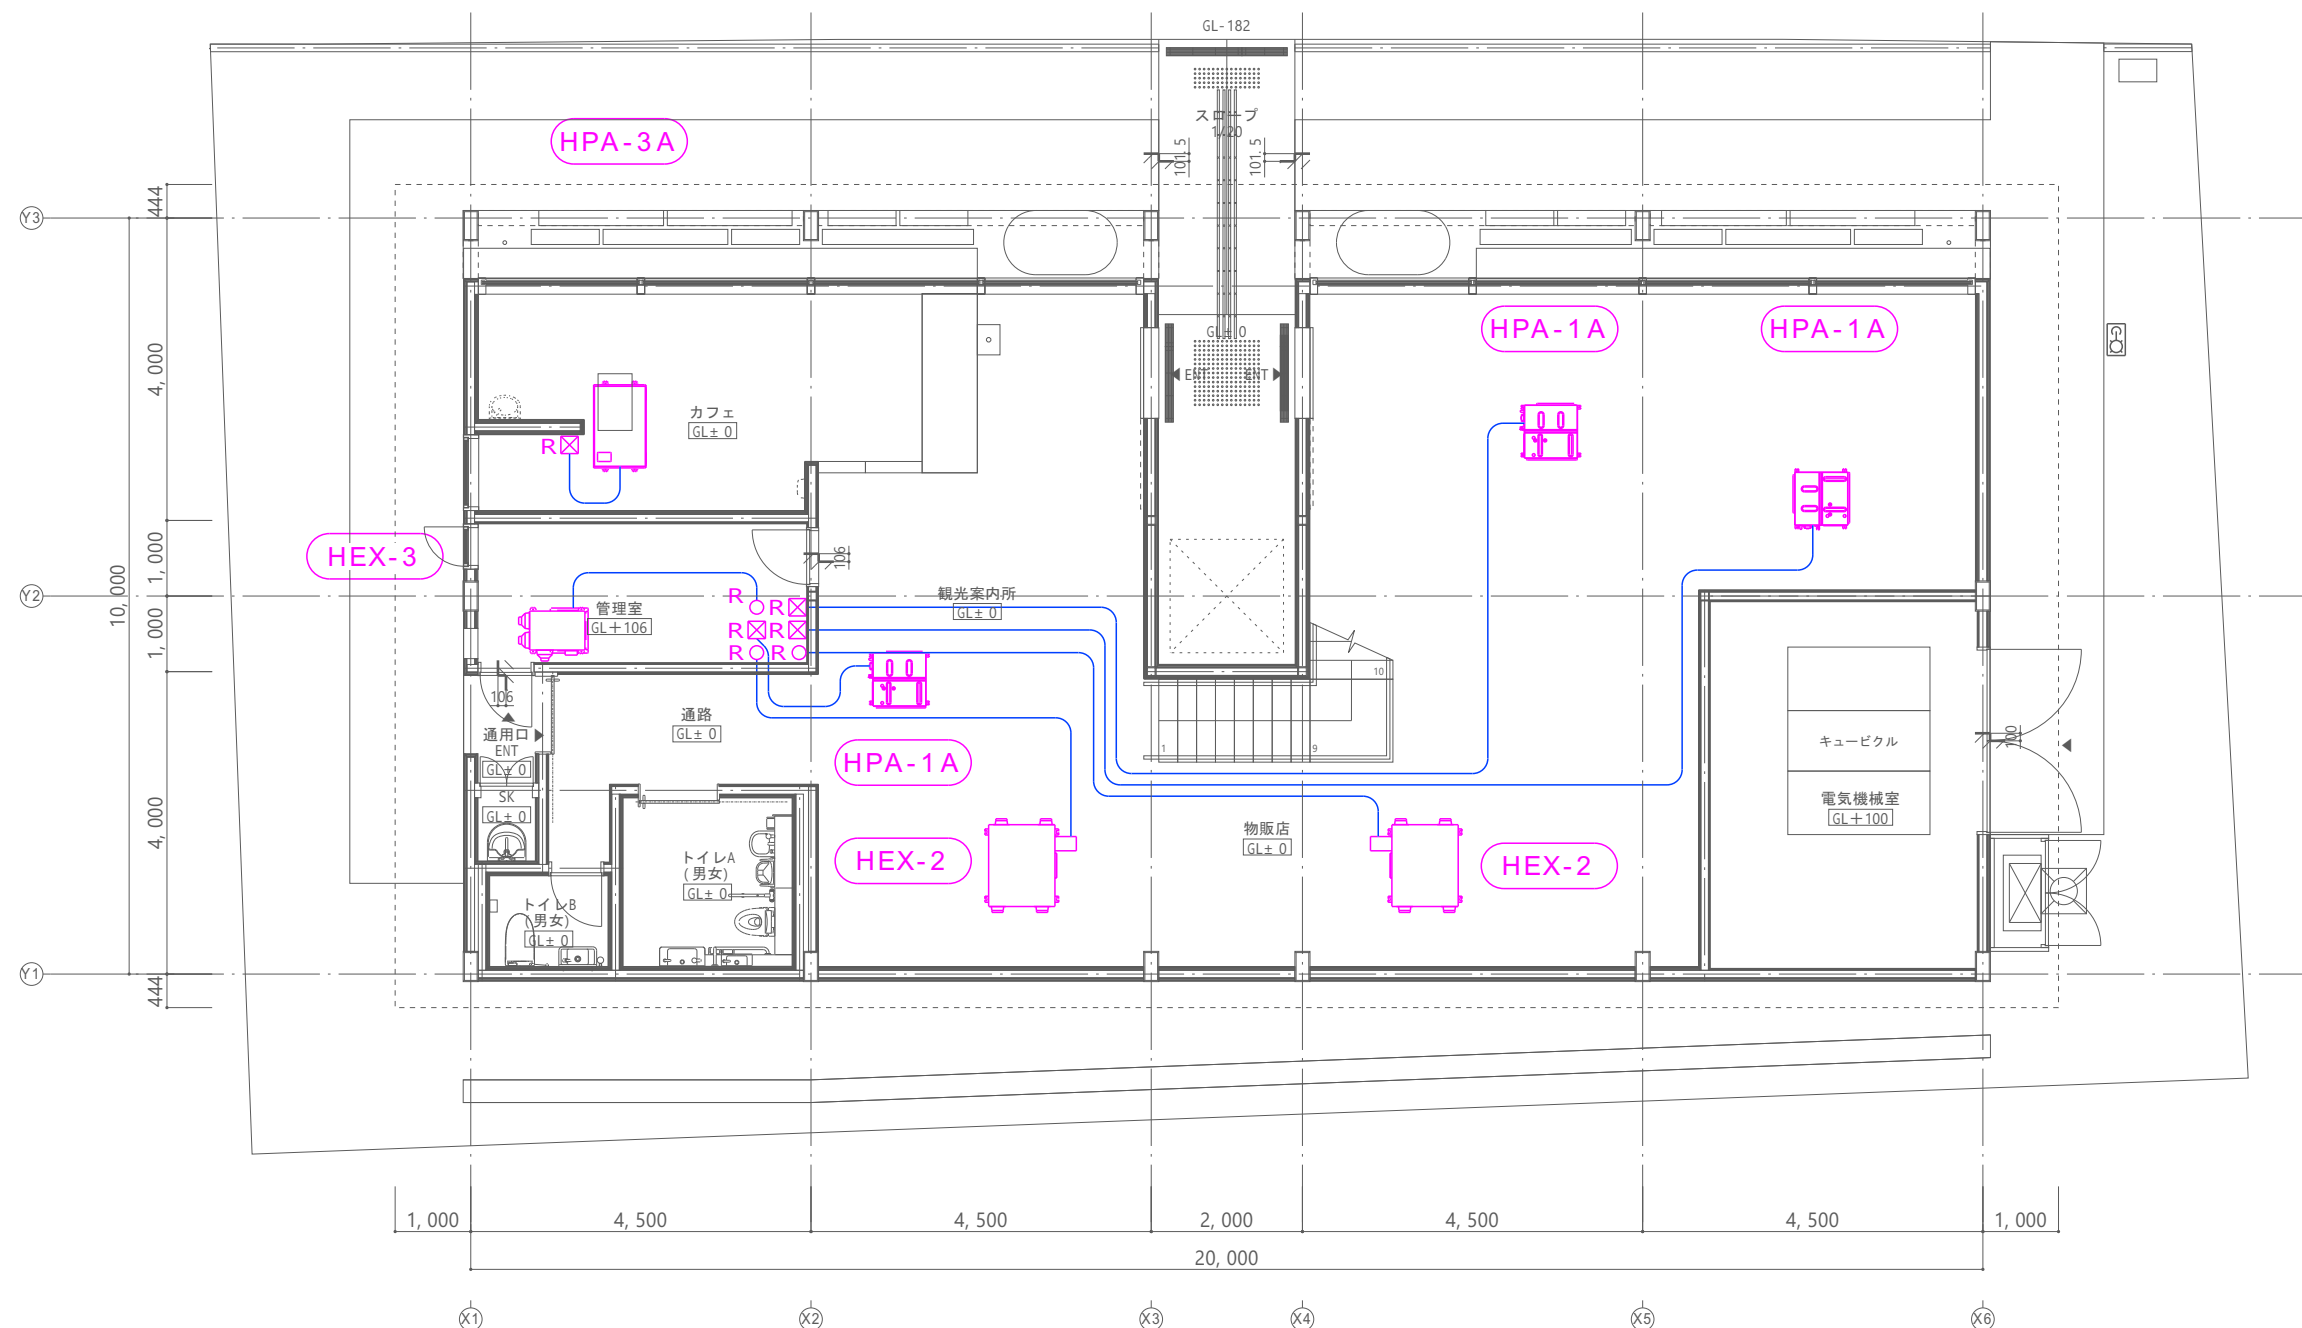 GL-182
スロープ
1/20
101.5
101.5
HPA-3A
444
Y3
4,000
HPA-1A
HPA-1A
GL±0
ENT
ENT
カフェ
GL±0
R
HEX-3
10,000
1,000
106
Y2
1,000
管理室
GL+106
R
R
R
R
R
R
観光案内所
GL±0
106
通用口
ENT
GL±0
SK
GL±0
通路
GL±0
10
1
9
HPA-1A
100
キュービクル
電気機械室
GL+100
4,000
トイレA
(男女)
GL±0
HEX-2
物販店
GL±0
HEX-2
トイレB
(男女)
GL±0
Y1
444
1,000
4,500
4,500
2,000
4,500
4,500
1,000
20,000
X1
X2
X3
X4
X5
X6